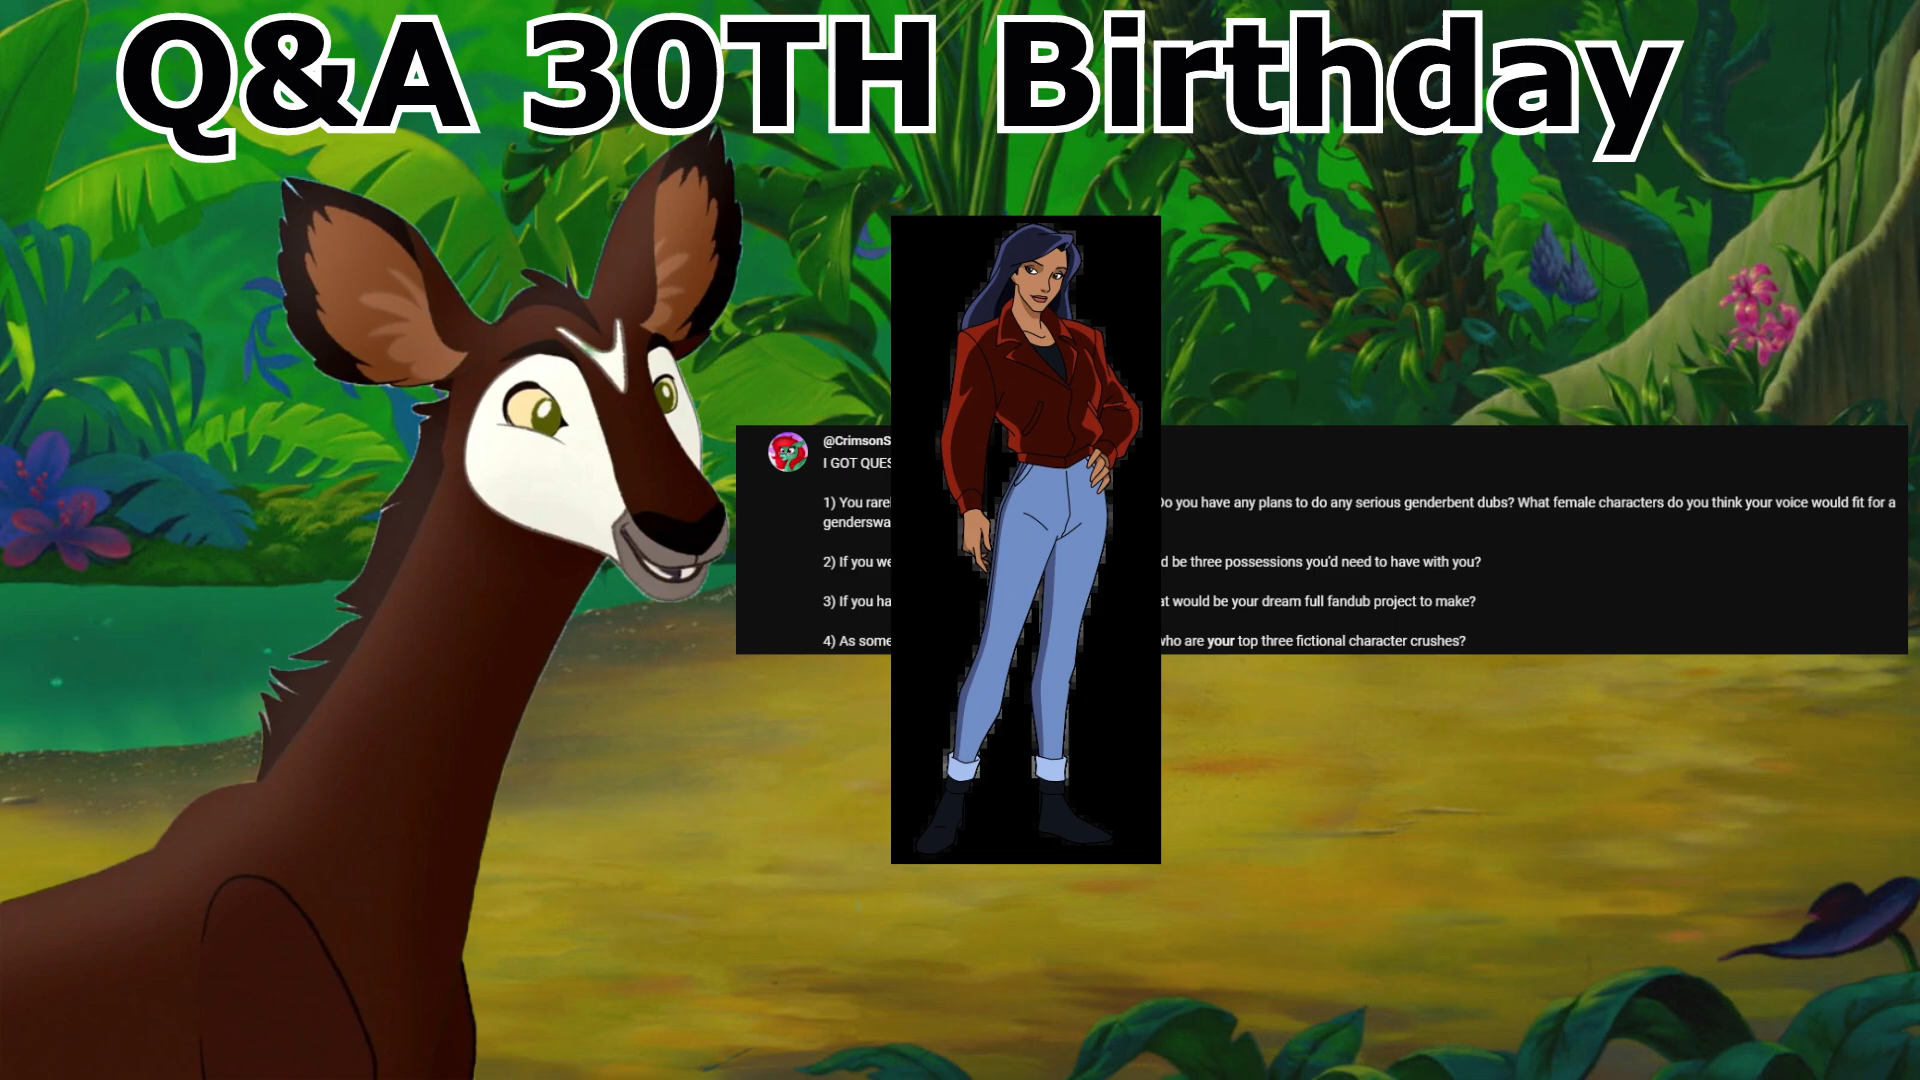 Q&A 30TH Birthday
@CrimsonS
I GOT QUES
1) You rarel Do you have any plans to do any serious genderbent dubs? What female characters do you think your voice would fit for a
genderswa
2) If you we d be three possessions you'd need to have with you?
3) If you ha at would be your dream full fandub project to make?
4) As some who are your top three fictional character crushes?